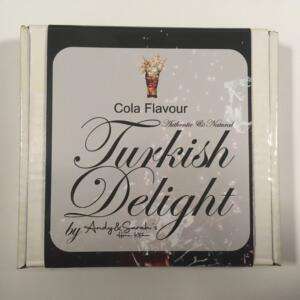 Cola Flavour
Authentic & Natural
Turkish
Delight
by Andy & Sarah's